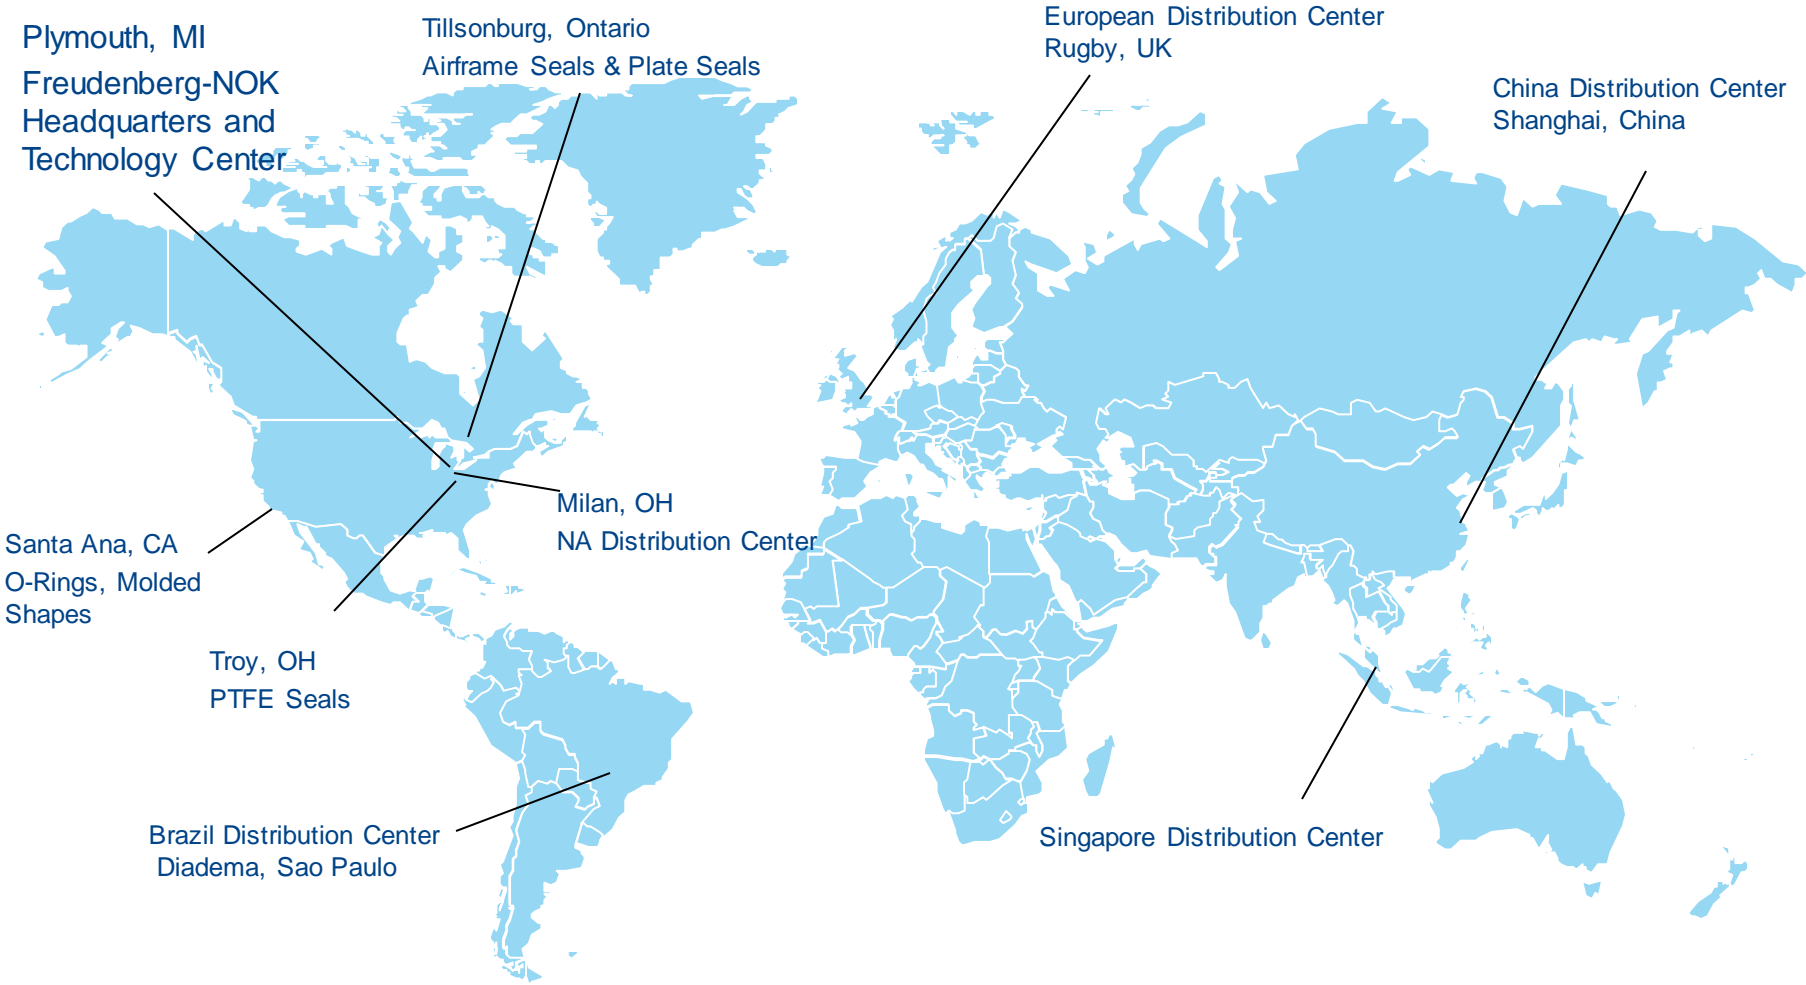 Plymouth, MI
Freudenberg-NOK
Headquarters and
Technology Center
Tillsonburg, Ontario
Airframe Seals & Plate Seals
European Distribution Center
Rugby, UK
China Distribution Center
Shanghai, China
Milan, OH
NA Distribution Center
Santa Ana, CA
O-Rings, Molded
Shapes
Troy, OH
PTFE Seals
Brazil Distribution Center
Diadema, Sao Paulo
Singapore Distribution Center